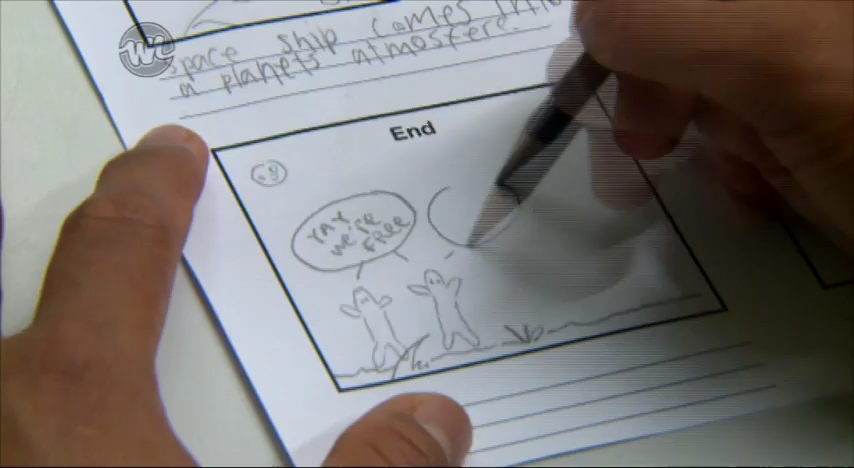 space ship comes into
a planets atmosfere.
End
YAY
WE'RE
FREE